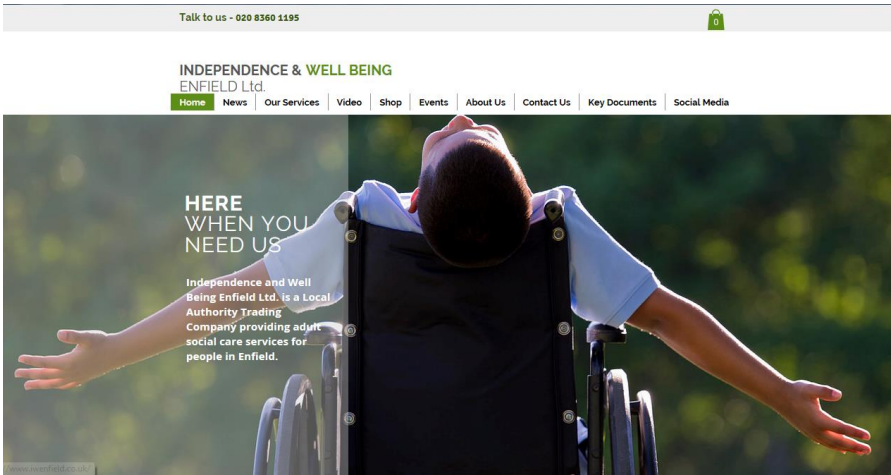 Talk to us - 020 8360 1195
0
INDEPENDENCE & WELL BEING
ENFIELD Ltd.
Home News Our Services Video Shop Events About Us Contact Us Key Documents Social Media
HERE
WHEN YOU
NEED US
Independence and Well
Being Enfield Ltd. is a Local
Authority Trading
Company providing adult
social care services for
people in Enfield.